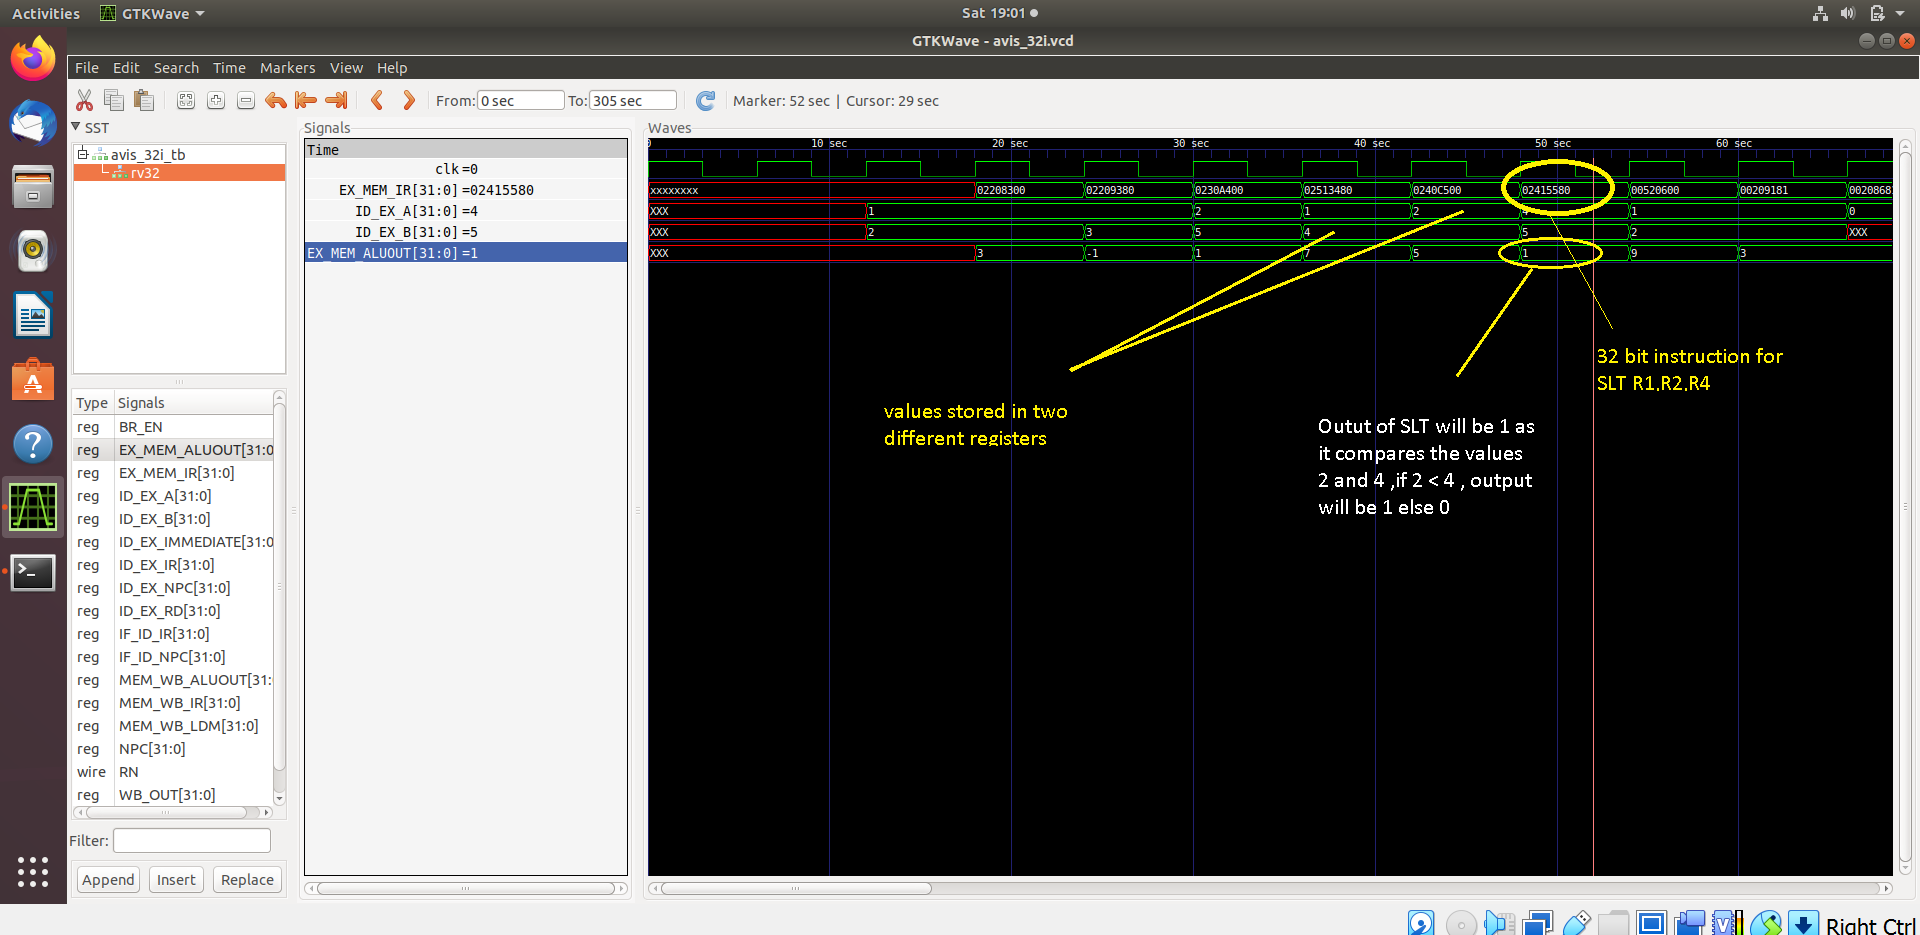 Activities GTKWave Sat 19:01
GTKWave - avis_32i.vcd
File Edit Search Time Markers View Help
From: 0 sec To: 305 sec Marker: 52 sec | Cursor: 29 sec
SST
avis_32i_tb
rv32
Signals
Time
clk =0
EX_MEM_IR[31:0] =02415580
ID_EX_A[31:0] =4
ID_EX_B[31:0] =5
EX_MEM_ALUOUT[31:0] =1
Waves
0 10 sec 20 sec 30 sec 40 sec 50 sec 60 sec
xxxxxxxx 02208300 02209380 0230A400 02513480 0240C500 02415580 00520600 00209181 0020868
XXX 1 2 1 2 4 1 0
XXX 2 3 5 4 5 2 XXX
XXX 3 -1 1 7 5 1 9 3
values stored in two
different registers
Outut of SLT will be 1 as
it compares the values
2 and 4 ,if 2 < 4 , output
will be 1 else 0
32 bit instruction for
SLT R1,R2,R4
Type Signals
reg BR_EN
reg EX_MEM_ALUOUT[31:0
reg EX_MEM_IR[31:0]
reg ID_EX_A[31:0]
reg ID_EX_B[31:0]
reg ID_EX_IMMEDIATE[31:0
reg ID_EX_IR[31:0]
reg ID_EX_NPC[31:0]
reg ID_EX_RD[31:0]
reg IF_ID_IR[31:0]
reg IF_ID_NPC[31:0]
reg MEM_WB_ALUOUT[31:
reg MEM_WB_IR[31:0]
reg MEM_WB_LDM[31:0]
reg NPC[31:0]
wire RN
reg WB_OUT[31:0]
Filter:
Append Insert Replace
Right Ctrl